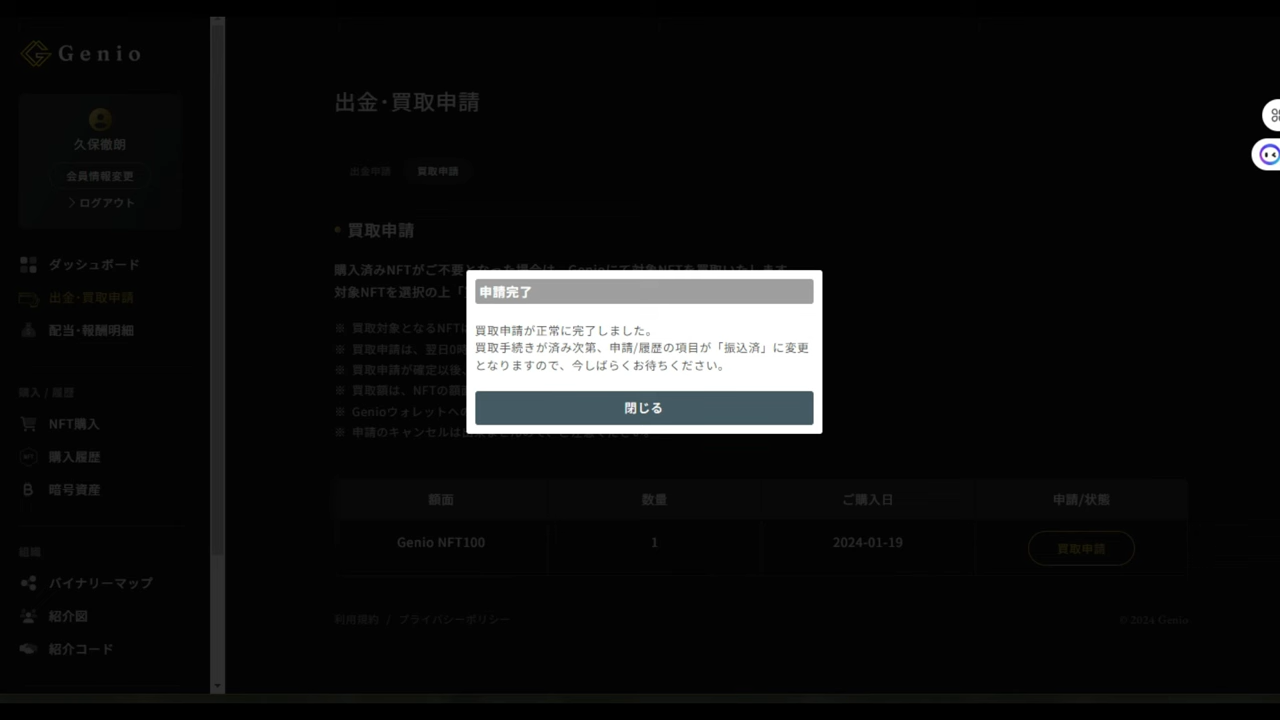 Genio
久保徹朗
会員情報変更
ログアウト
ダッシュボード
出金・買取申請
配当・報酬明細
購入 / 履歴
NFT購入
購入履歴
暗号資産
組織
バイナリーマップ
紹介図
紹介コード
出金・買取申請
出金申請 買取申請
買取申請
購入済みNFTがご不要となった場合は、Genioにて対象NFTを買取いたします
対象NFTを選択の上「
※ 買取対象となるNFTは
※ 買取申請は、翌日0時
※ 買取申請が確定以後、
※ 買取額は、NFTの額面
※ Genioウォレットへの
※ 申請のキャンセルは
申請完了
買取申請が正常に完了しました。
買取手続きが済み次第、申請/履歴の項目が「振込済」に変更
となりますので、今しばらくお待ちください。
閉じる
額面 数量 ご購入日 申請/状態
Genio NFT100 1 2024-01-19 買取申請
利用規約 / プライバシーポリシー
© 2024 Genio